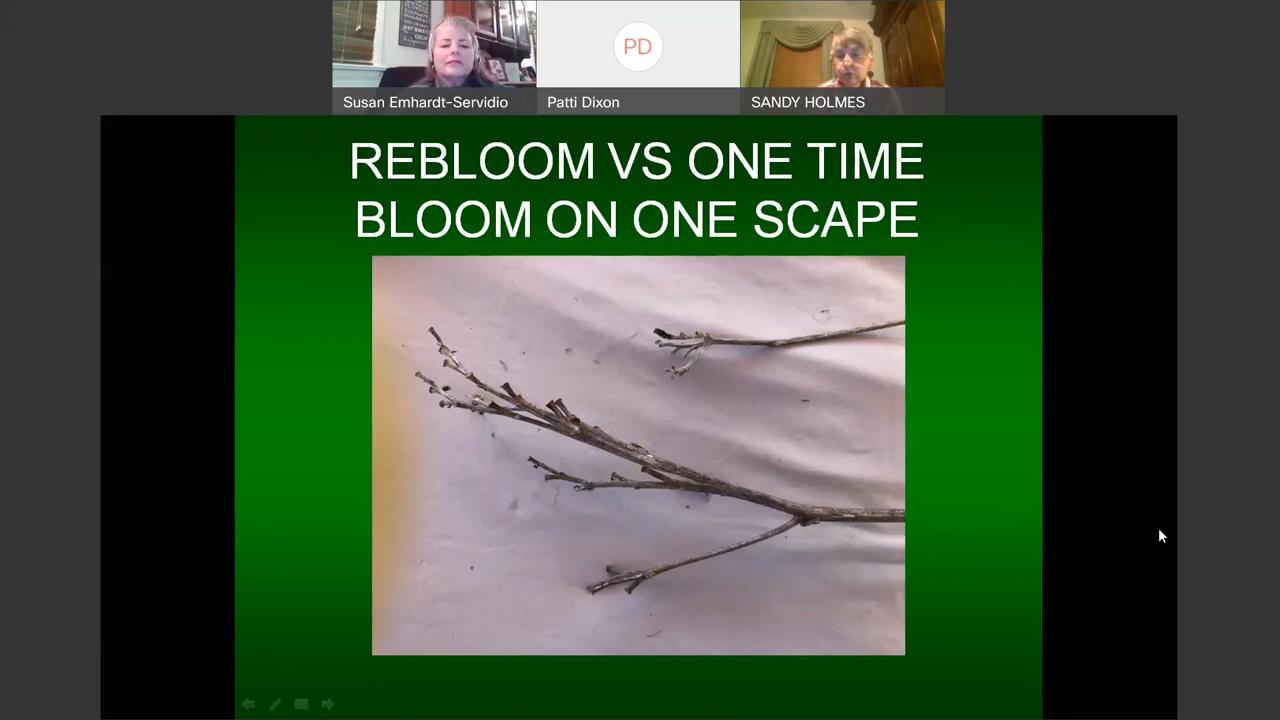 PD
Susan Emhardt-Servidio
Patti Dixon
SANDY HOLMES
REBLOOM VS ONE TIME
BLOOM ON ONE SCAPE